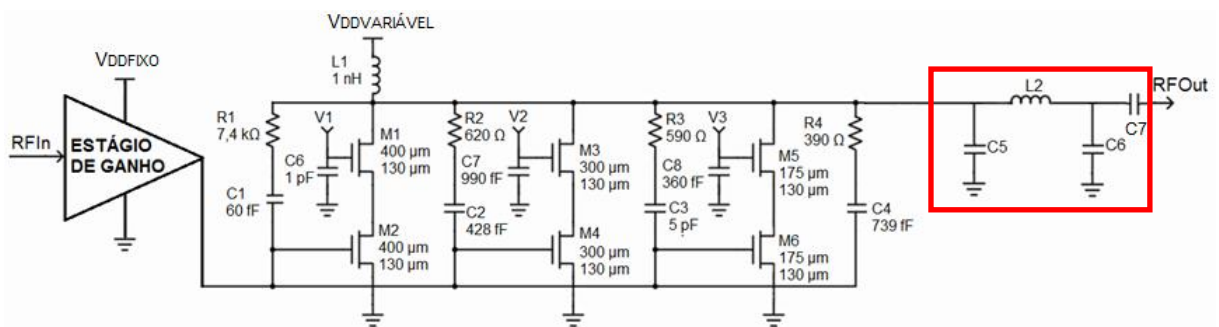 VDDVARIÁVEL
VDDFIXO
L1
1 nH
RFIn
ESTÁGIO
DE GANHO
R1
7,4 kΩ
C1
60 fF
V1
C6
1 pF
M1
400 µm
130 µm
M2
400 µm
130 µm
R2
620 Ω
C7
990 fF
C2
428 fF
V2
M3
300 µm
130 µm
M4
300 µm
130 µm
R3
590 Ω
C8
360 fF
C3
5 pF
V3
M5
175 µm
130 µm
M6
175 µm
130 µm
R4
390 Ω
C4
739 fF
L2
C5
C6
C7
RFOut